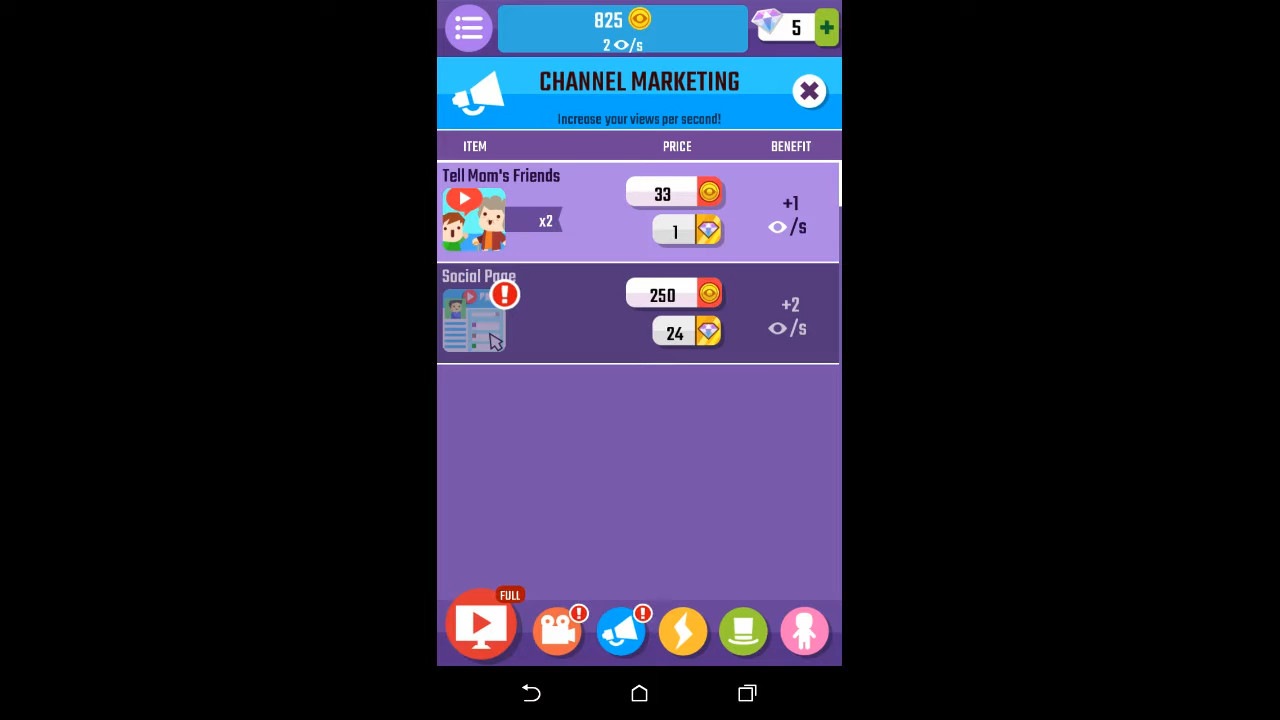 825
2 /s
5
CHANNEL MARKETING
Increase your views per second!
ITEM PRICE BENEFIT
Tell Mom's Friends
x2
33
1
+1
/s
Social Page
250
24
+2
/s
FULL